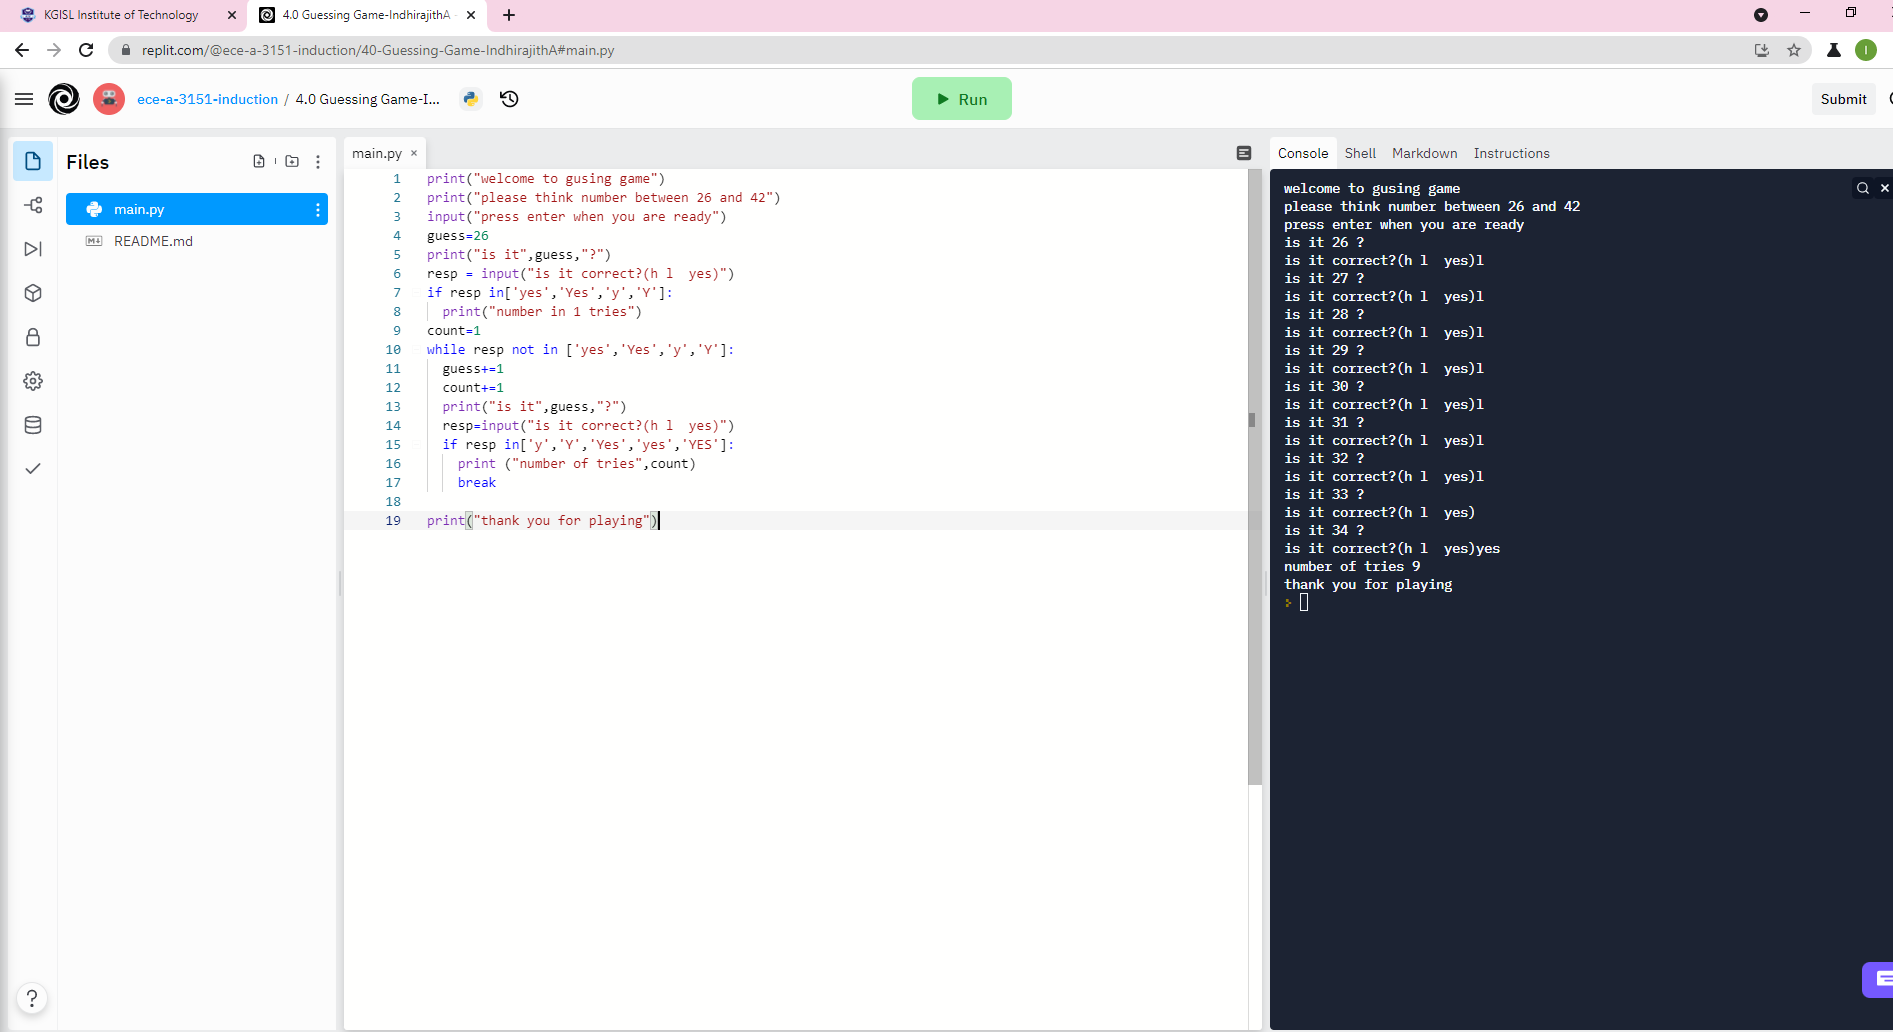 KGISL Institute of Technology
4.0 Guessing Game-IndhirajithA
replit.com/@ece-a-3151-induction/40-Guessing-Game-IndhirajithA#main.py
I
ece-a-3151-induction / 4.0 Guessing Game-I...
Run
Submit
Files
main.py
README.md
main.py
1 print("welcome to gusing game")
2 print("please think number between 26 and 42")
3 input("press enter when you are ready")
4 guess=26
5 print("is it",guess,"?")
6 resp = input("is it correct?(h l  yes)")
7 if resp in['yes','Yes','y','Y']:
8   print("number in 1 tries")
9 count=1
10 while resp not in ['yes','Yes','y','Y']:
11   guess+=1
12   count+=1
13   print("is it",guess,"?")
14   resp=input("is it correct?(h l  yes)")
15   if resp in['y','Y','Yes','yes','YES']:
16     print ("number of tries",count)
17     break
18
19 print("thank you for playing")
Console Shell Markdown Instructions
welcome to gusing game
please think number between 26 and 42
press enter when you are ready
is it 26 ?
is it correct?(h l  yes)l
is it 27 ?
is it correct?(h l  yes)l
is it 28 ?
is it correct?(h l  yes)l
is it 29 ?
is it correct?(h l  yes)l
is it 30 ?
is it correct?(h l  yes)l
is it 31 ?
is it correct?(h l  yes)l
is it 32 ?
is it correct?(h l  yes)l
is it 33 ?
is it correct?(h l  yes)
is it 34 ?
is it correct?(h l  yes)yes
number of tries 9
thank you for playing
?